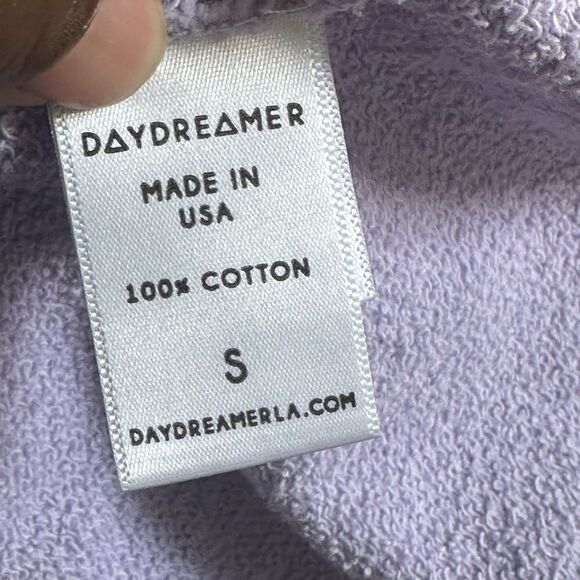 DAYDREAMER
MADE IN
USA
100% COTTON
S
DAYDREAMERLA.COM